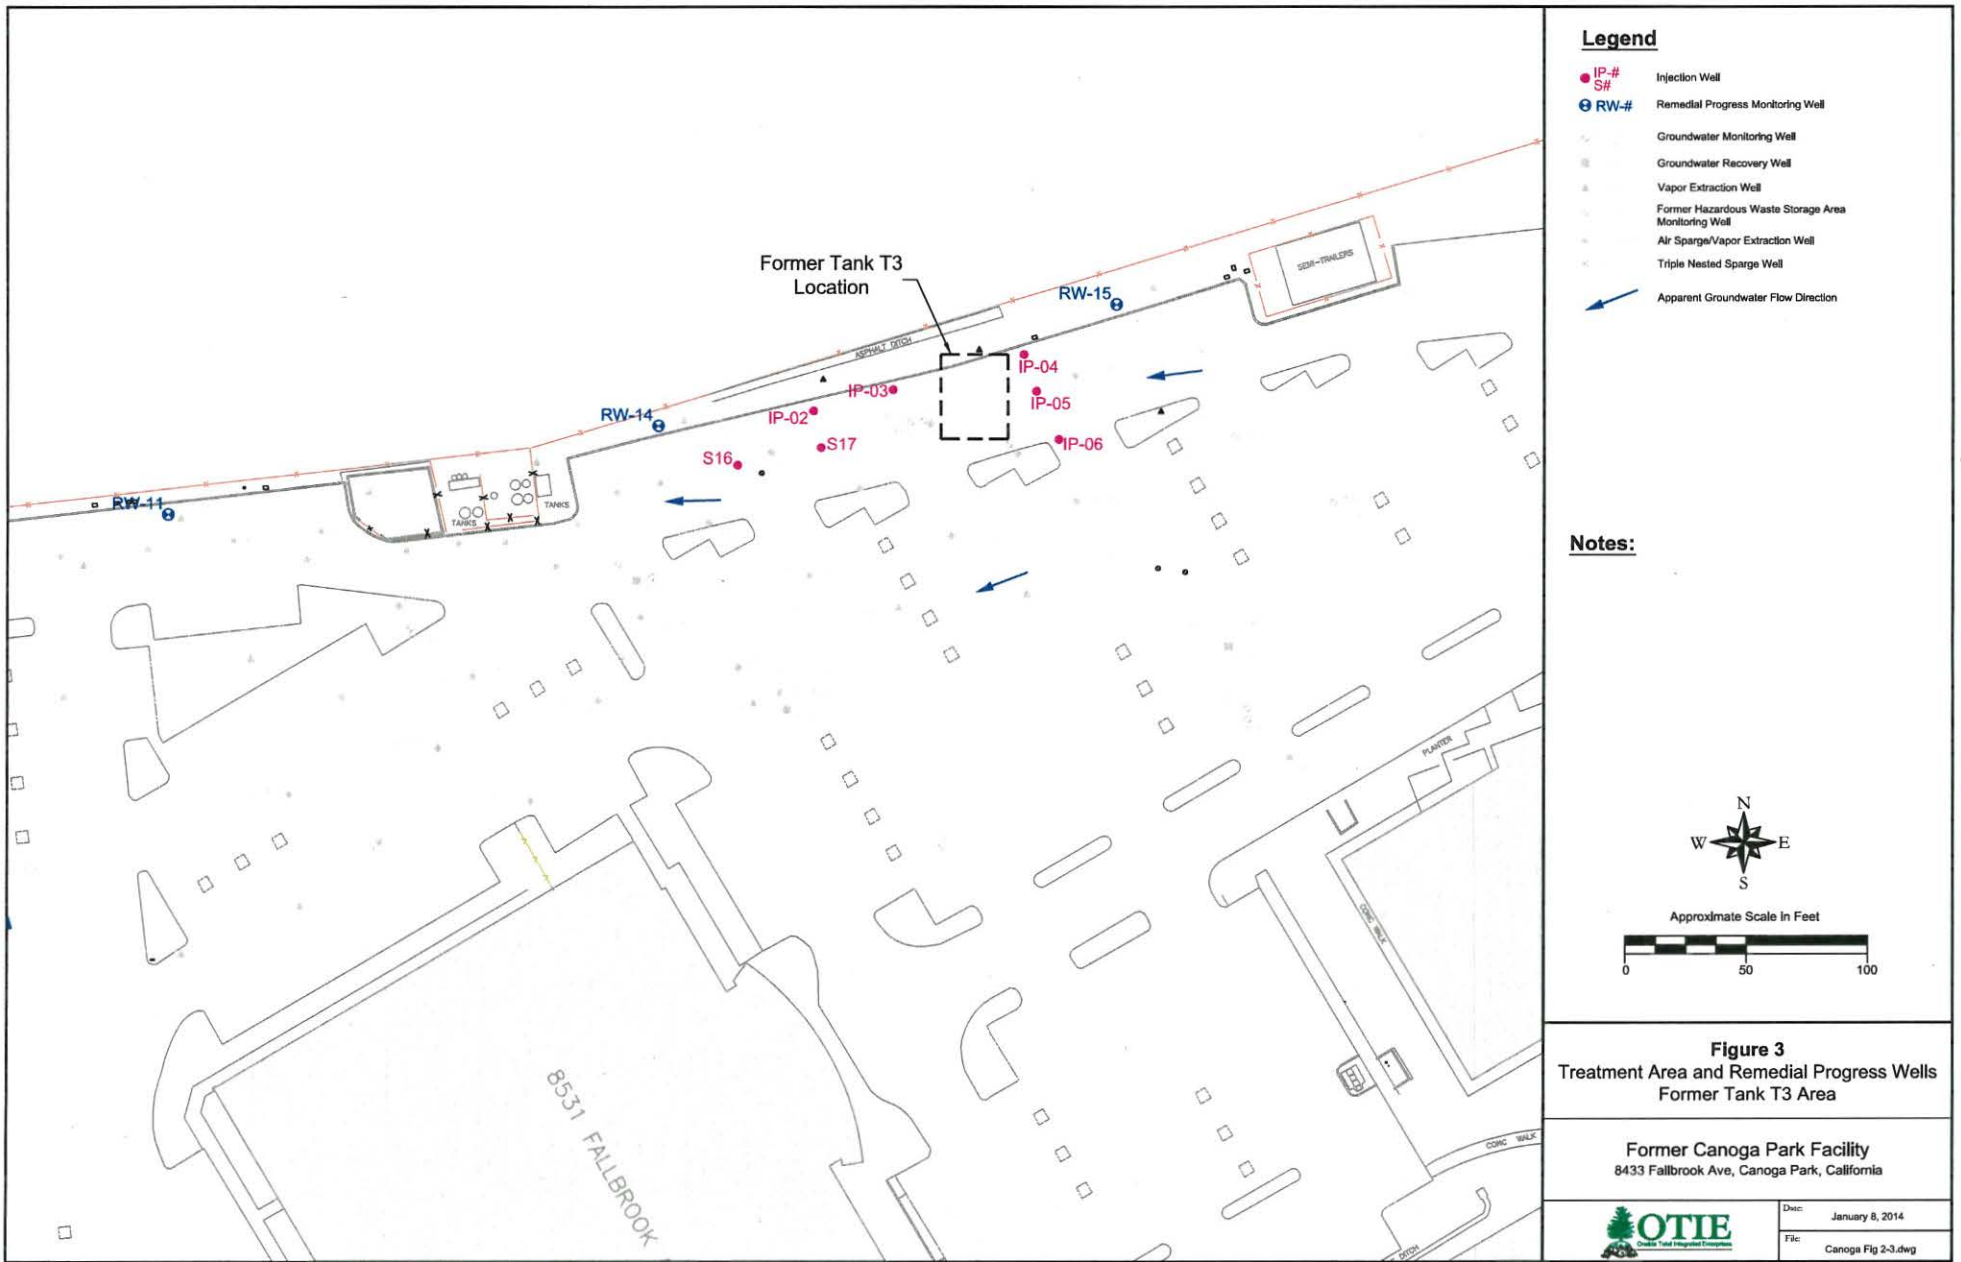 Former Tank T3
Location
RW-15
SEMI-TRAILERS
ASPHALT DITCH
IP-04
IP-03
IP-05
RW-14
IP-02
IP-06
S17
S16
RW-11
TANKS
TANKS
PLANTER
CONC WALK
8531 FALLBROOK
CONC WALK
DITCH
Legend
IP-#
S#
Injection Well
RW-#
Remedial Progress Monitoring Well
Groundwater Monitoring Well
Groundwater Recovery Well
Vapor Extraction Well
Former Hazardous Waste Storage Area
Monitoring Well
Air Sparge/Vapor Extraction Well
Triple Nested Sparge Well
Apparent Groundwater Flow Direction
Notes:
N
W E
S
Approximate Scale in Feet
0 50 100
Figure 3
Treatment Area and Remedial Progress Wells
Former Tank T3 Area
Former Canoga Park Facility
8433 Fallbrook Ave, Canoga Park, California
OTIE
Oneida Total Integrated Enterprises
Date: January 8, 2014
File: Canoga Fig 2-3.dwg